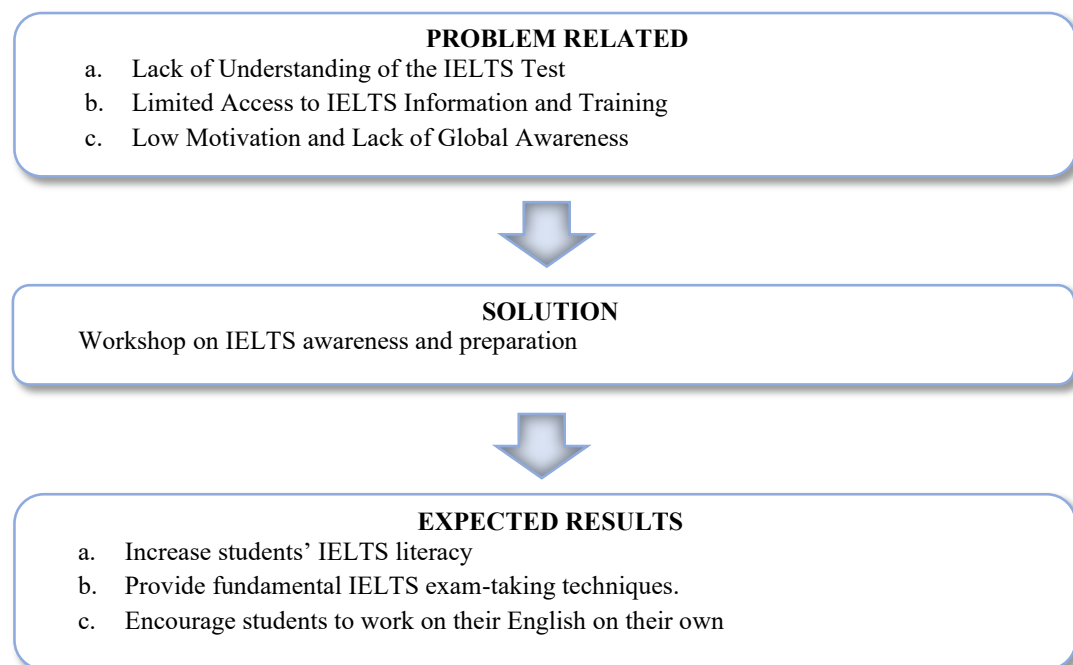 PROBLEM RELATED
a. Lack of Understanding of the IELTS Test
b. Limited Access to IELTS Information and Training
c. Low Motivation and Lack of Global Awareness
SOLUTION
Workshop on IELTS awareness and preparation
EXPECTED RESULTS
a. Increase students’ IELTS literacy
b. Provide fundamental IELTS exam-taking techniques.
c. Encourage students to work on their English on their own